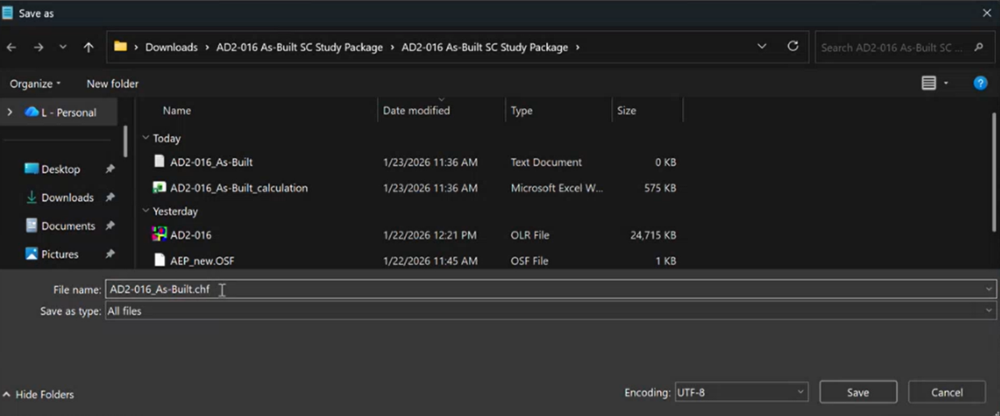 Save as
Downloads › AD2-016 As-Built SC Study Package › AD2-016 As-Built SC Study Package ›
Search AD2-016 As-Built SC ...
Organize
New folder
Name Date modified Type Size
L - Personal
Today
AD2-016_As-Built 1/23/2026 11:36 AM Text Document 0 KB
Desktop
AD2-016_As-Built_calculation 1/23/2026 11:36 AM Microsoft Excel W... 575 KB
Downloads
Yesterday
Documents
AD2-016 1/22/2026 12:21 PM OLR File 24,715 KB
Pictures
AEP_new.OSF 1/22/2026 11:45 AM OSF File 1 KB
File name: AD2-016_As-Built.chf
Save as type: All files
Hide Folders
Encoding: UTF-8
Save
Cancel